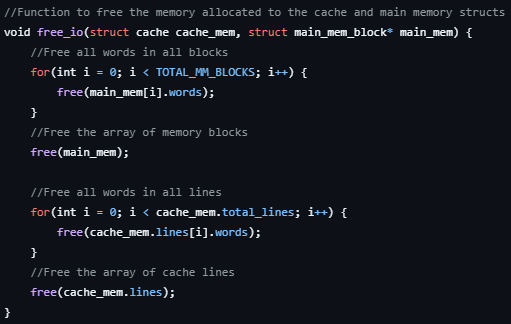 //Function to free the memory allocated to the cache and main memory structs
void free_io(struct cache cache_mem, struct main_mem_block* main_mem) {
    //Free all words in all blocks
    for(int i = 0; i < TOTAL_MM_BLOCKS; i++) {
        free(main_mem[i].words);
    }
    //Free the array of memory blocks
    free(main_mem);

    //Free all words in all lines
    for(int i = 0; i < cache_mem.total_lines; i++) {
        free(cache_mem.lines[i].words);
    }
    //Free the array of cache lines
    free(cache_mem.lines);
}